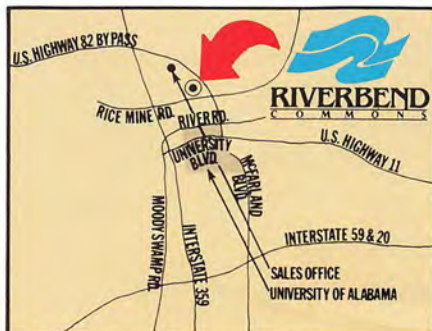 U.S. HIGHWAY 82 BY PASS
RIVERBEND
COMMONS
RICE MINE RD.
RIVER RD.
U.S. HIGHWAY 11
UNIVERSITY
BLVD.
McFARLAND
BLVD.
MOODY SWAMP RD.
INTERSTATE 359
INTERSTATE 59 & 20
SALES OFFICE
UNIVERSITY OF ALABAMA